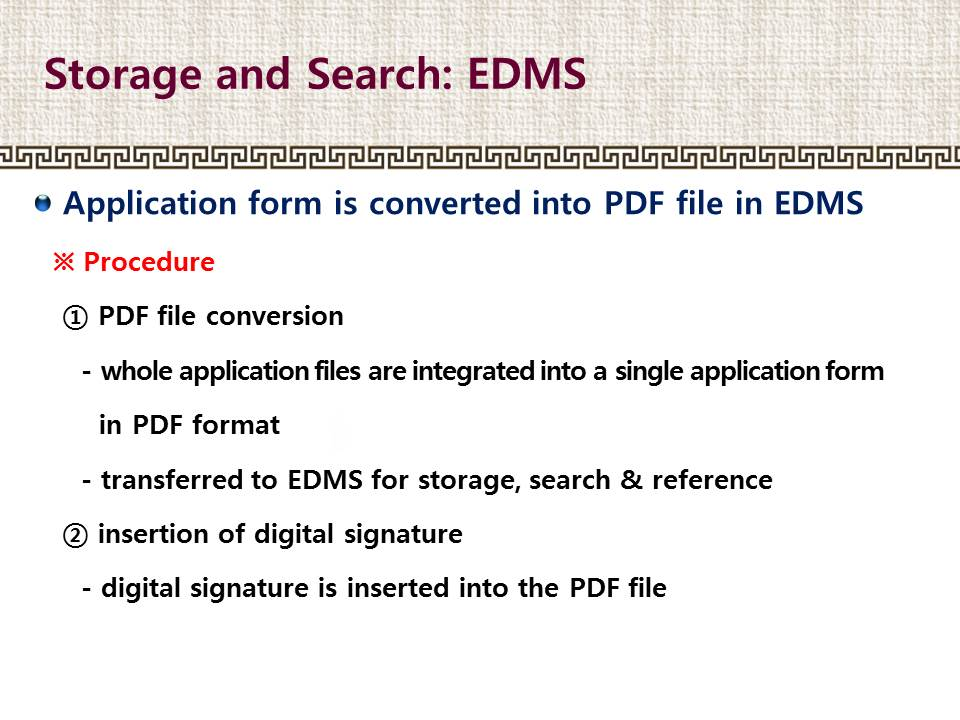 Storage and Search: EDMS
Application form is converted into PDF file in EDMS
※ Procedure
① PDF file conversion
- whole application files are integrated into a single application form
in PDF format
- transferred to EDMS for storage, search & reference
② insertion of digital signature
- digital signature is inserted into the PDF file